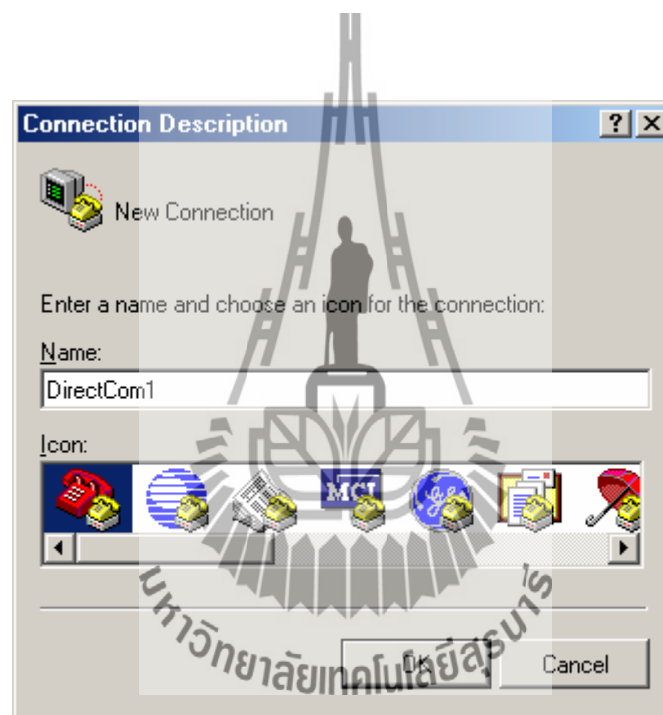 Connection Description
New Connection
Enter a name and choose an icon for the connection:
Name:
DirectCom1
Icon:
MCI
ge
OK
Cancel
มหาวิทยาลัยเทคโนโลยีสุรนารี